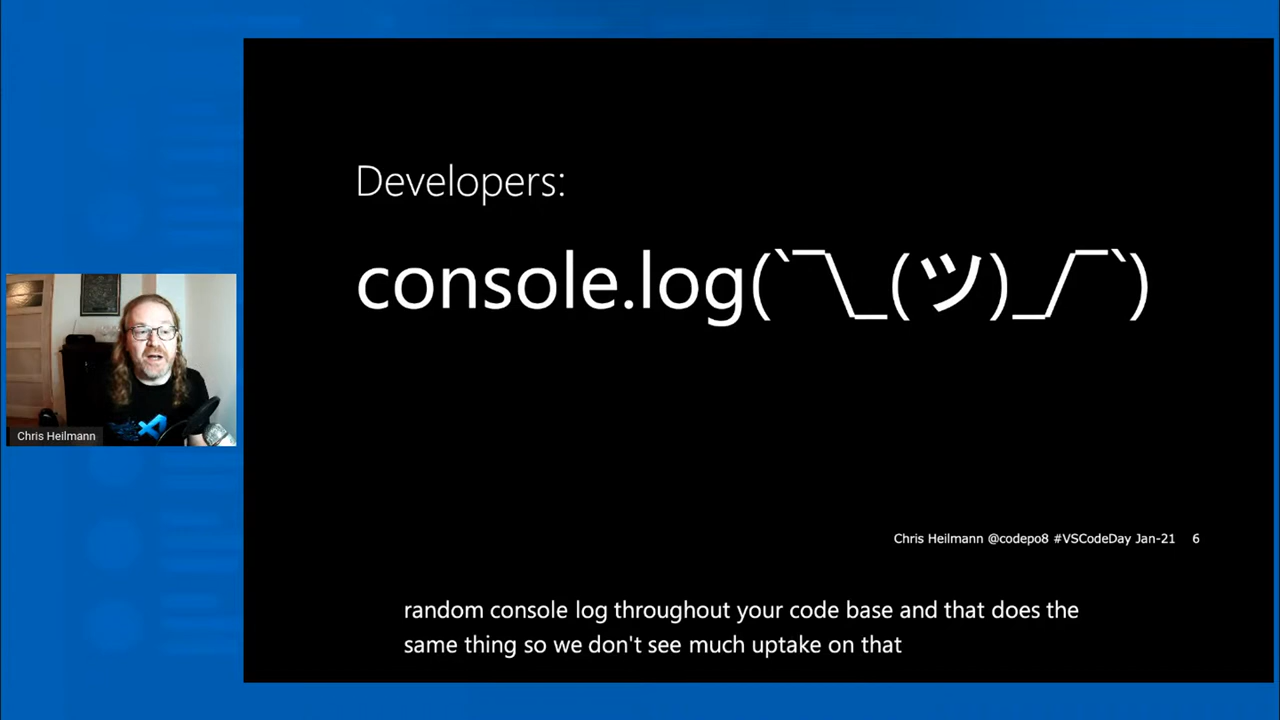 Developers:
console.log(`¯\_(ツ)_/¯`)
Chris Heilmann
Chris Heilmann @codepo8 #VSCodeDay Jan-21 6
random console log throughout your code base and that does the
same thing so we don't see much uptake on that